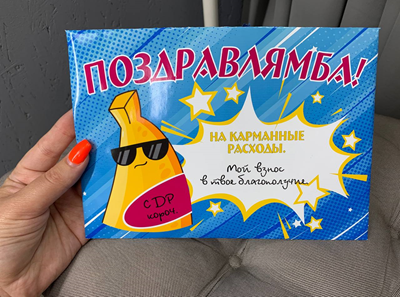 ПОЗДРАВЛЯМБА!
НА КАРМАННЫЕ
РАСХОДЫ.
Мой взнос
в твое благополучие
С ДР
короч.